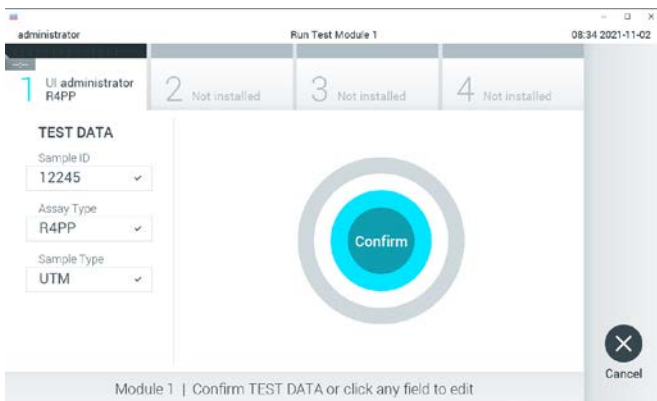 administrator Run Test Module 1 08:34 2021-11-02
1 UI administrator
R4PP
2 Not installed
3 Not installed
4 Not installed
TEST DATA
Sample ID
12245
Assay Type
R4PP
Sample Type
UTM
Confirm
Cancel
Module 1 | Confirm TEST DATA or click any field to edit